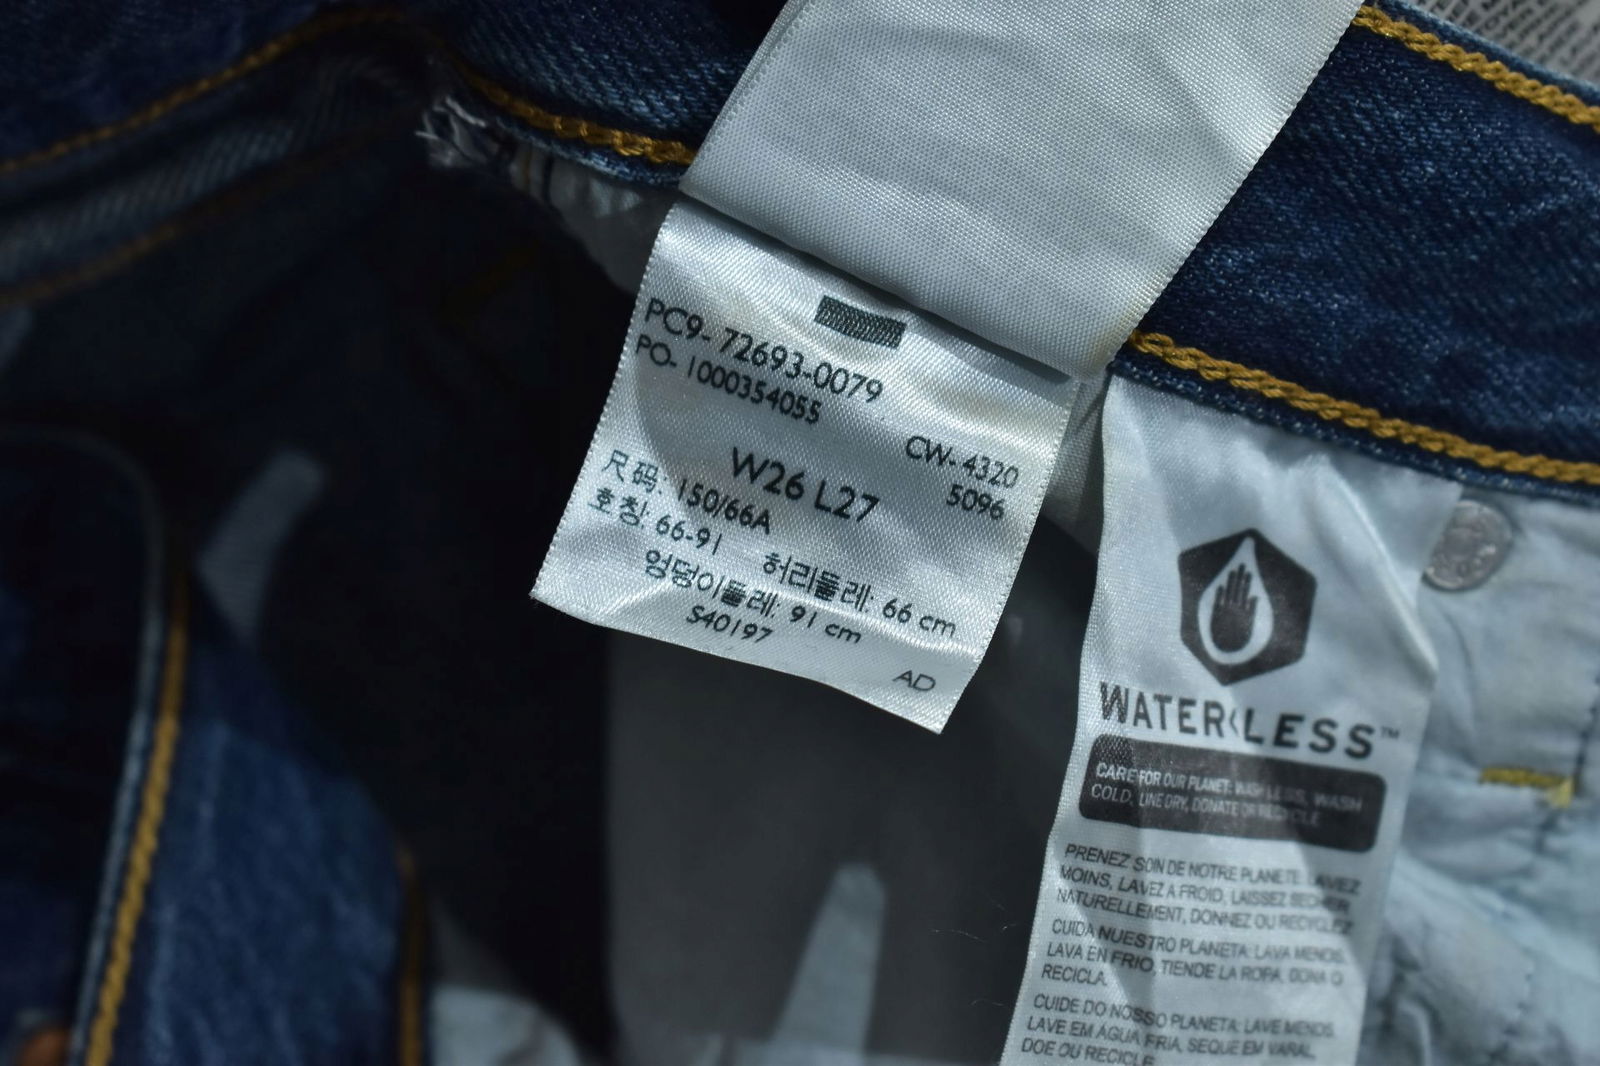 PC9-72693-0079
PO-1000354055
CW-4320
5096
W26 L27
尺码: 150/66A
호칭: 66-91
허리둘레: 66 cm
엉덩이둘레: 91 cm
S40197
AD
WATER<LESS™
CARE FOR OUR PLANET: WASH LESS, WASH
COLD, LINE DRY, DONATE OR RECYCLE
PRENEZ SOIN DE NOTRE PLANETE: LAVEZ
MOINS, LAVEZ A FROID, LAISSEZ SECHER
NATURELLEMENT, DONNEZ OU RECYCLEZ
CUIDA NUESTRO PLANETA: LAVA MENOS,
LAVA EN FRIO, TIENDE LA ROPA, DONA O
RECICLA.
CUIDE DO NOSSO PLANETA: LAVE MENOS,
LAVE EM ÁGUA FRIA, SEQUE EM VARAL,
DOE OU RECICLE